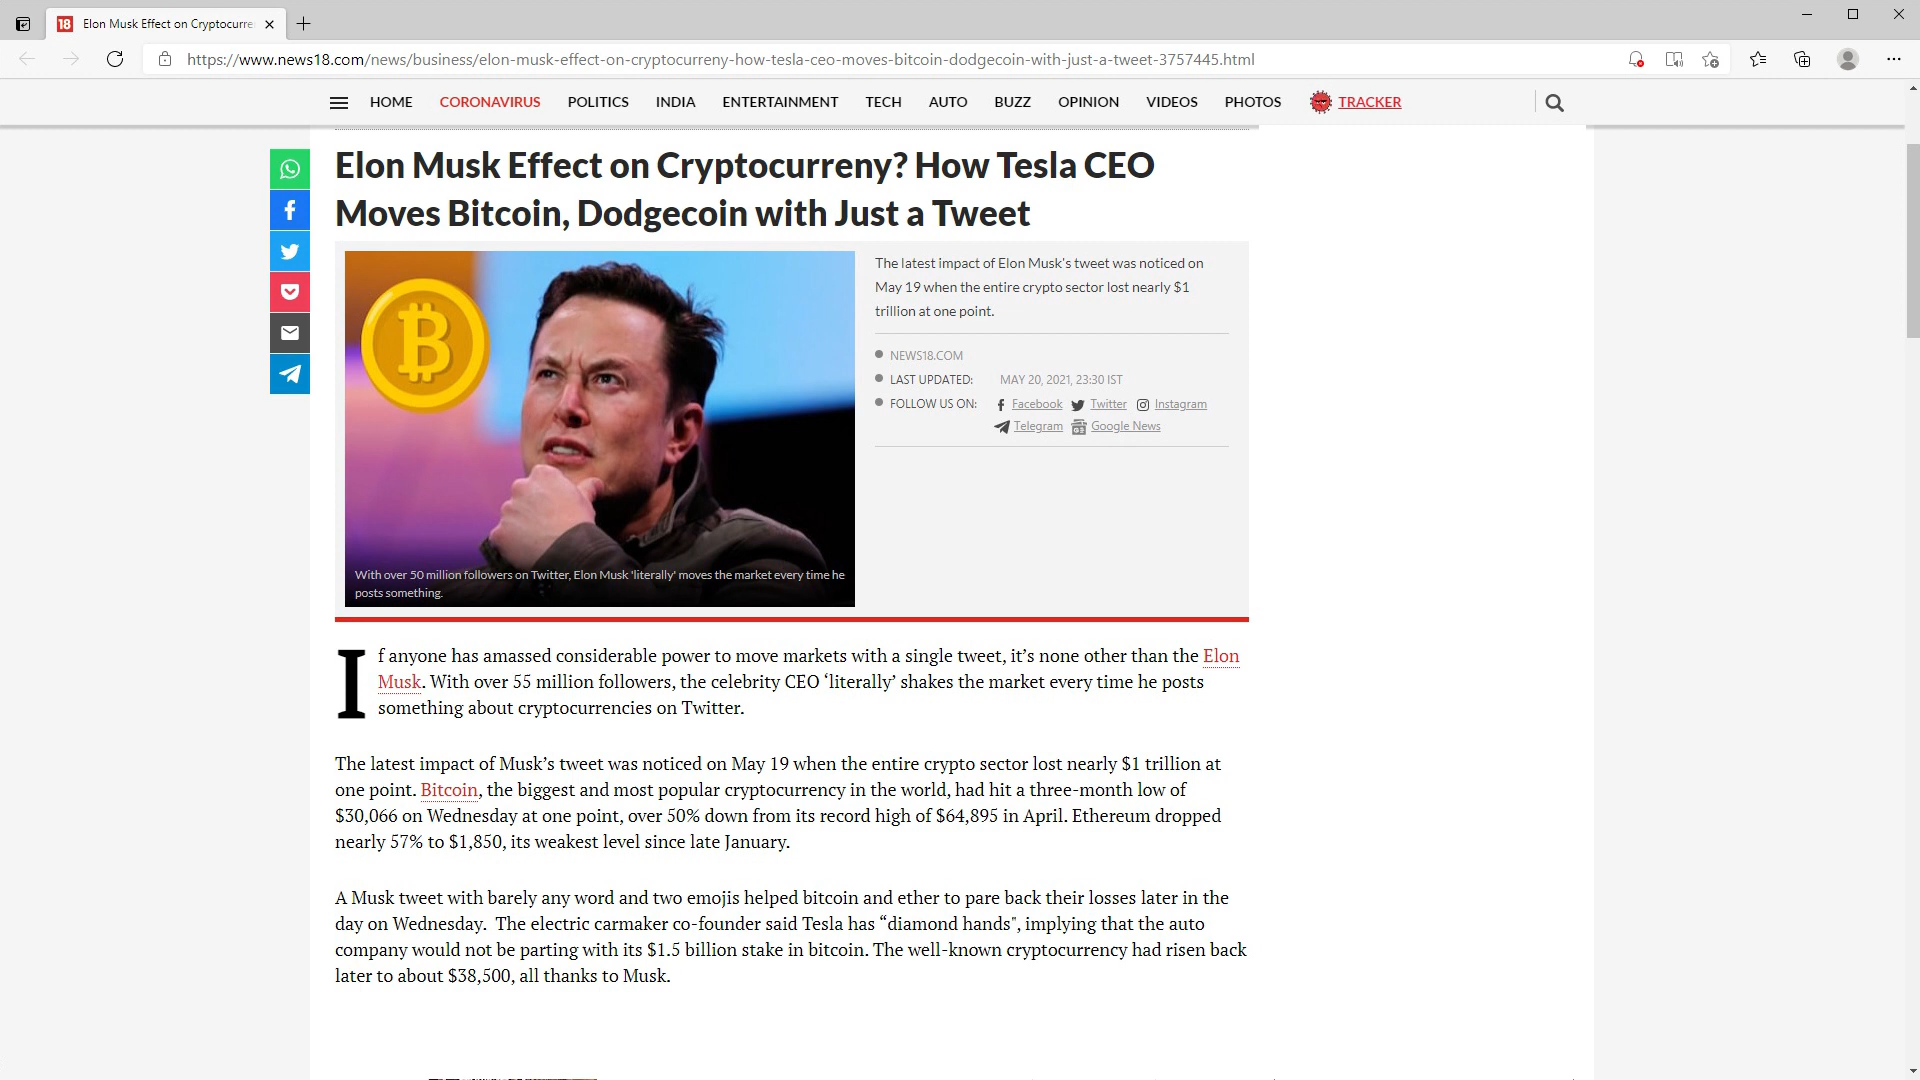 18 Elon Musk Effect on Cryptocurre
https://www.news18.com/news/business/elon-musk-effect-on-cryptocurreny-how-tesla-ceo-moves-bitcoin-dodgecoin-with-just-a-tweet-3757445.html
HOME CORONAVIRUS POLITICS INDIA ENTERTAINMENT TECH AUTO BUZZ OPINION VIDEOS PHOTOS TRACKER
Elon Musk Effect on Cryptocurreny? How Tesla CEO
Moves Bitcoin, Dodgecoin with Just a Tweet
With over 50 million followers on Twitter, Elon Musk 'literally' moves the market every time he
posts something.
The latest impact of Elon Musk's tweet was noticed on
May 19 when the entire crypto sector lost nearly $1
trillion at one point.
NEWS18.COM
LAST UPDATED: MAY 20, 2021, 23:30 IST
FOLLOW US ON: Facebook Twitter Instagram
Telegram Google News
If anyone has amassed considerable power to move markets with a single tweet, it’s none other than the Elon
Musk. With over 55 million followers, the celebrity CEO ‘literally’ shakes the market every time he posts
something about cryptocurrencies on Twitter.
The latest impact of Musk’s tweet was noticed on May 19 when the entire crypto sector lost nearly $1 trillion at
one point. Bitcoin, the biggest and most popular cryptocurrency in the world, had hit a three-month low of
$30,066 on Wednesday at one point, over 50% down from its record high of $64,895 in April. Ethereum dropped
nearly 57% to $1,850, its weakest level since late January.
A Musk tweet with barely any word and two emojis helped bitcoin and ether to pare back their losses later in the
day on Wednesday. The electric carmaker co-founder said Tesla has “diamond hands", implying that the auto
company would not be parting with its $1.5 billion stake in bitcoin. The well-known cryptocurrency had risen back
later to about $38,500, all thanks to Musk.